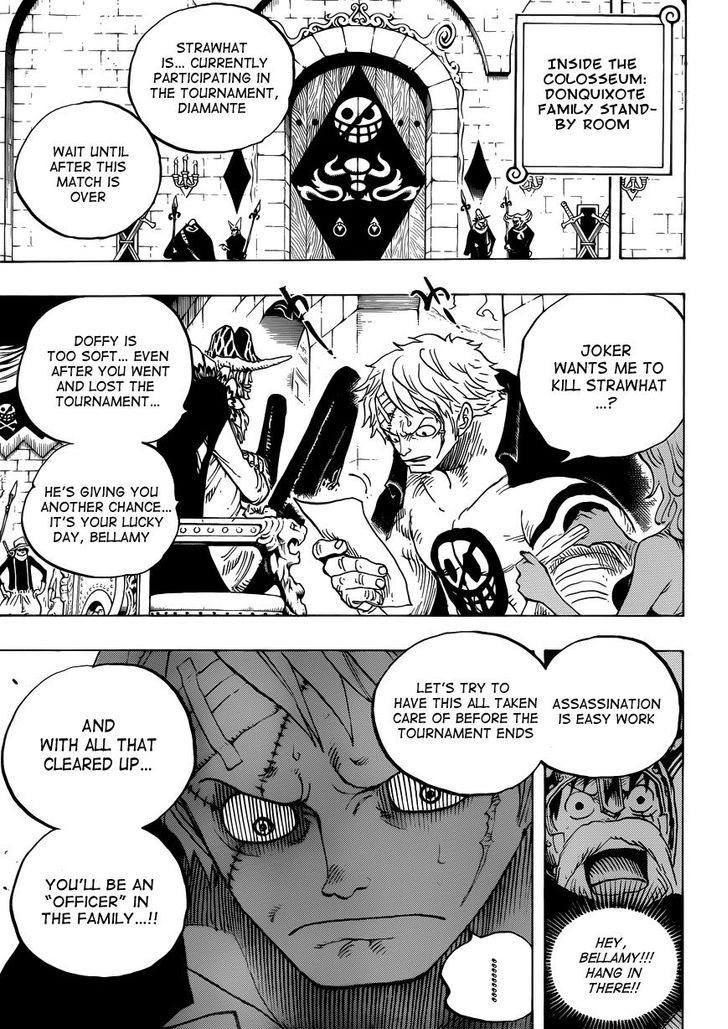 INSIDE THE
COLOSSEUM:
DONQUIXOTE
FAMILY STAND-
BY ROOM
STRAWHAT
IS... CURRENTLY
PARTICIPATING IN
THE TOURNAMENT,
DIAMANTE
WAIT UNTIL
AFTER THIS
MATCH IS
OVER
JOKER
WANTS ME TO
KILL STRAWHAT
...?
DOFFY IS
TOO SOFT... EVEN
AFTER YOU WENT
AND LOST THE
TOURNAMENT...
HE'S GIVING YOU
ANOTHER CHANCE...
IT'S YOUR LUCKY
DAY, BELLAMY
ASSASSINATION
IS EASY WORK
LET'S TRY TO
HAVE THIS ALL TAKEN
CARE OF BEFORE THE
TOURNAMENT ENDS
HEY,
BELLAMY!!!
HANG IN
THERE!
AND
WITH ALL THAT
CLEARED UP...
YOU'LL BE AN
"OFFICER" IN
THE FAMILY...!!